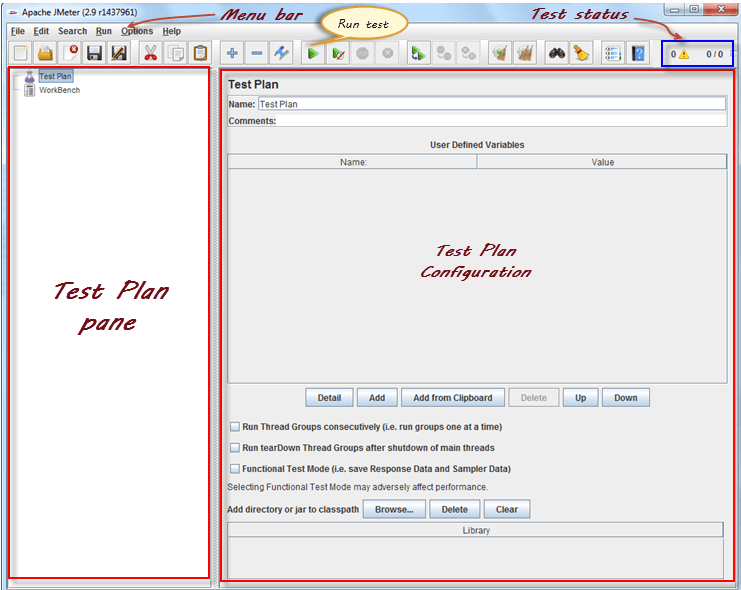 Apache JMeter (2.9 r1437961)
Menu bar
Run test
Test status
File Edit Search Run Options Help
0 0 / 0
Test Plan
WorkBench
Test Plan
pane
Test Plan
Name: Test Plan
Comments:
User Defined Variables
Name: Value
Test Plan
Configuration
Detail Add Add from Clipboard Delete Up Down
Run Thread Groups consecutively (i.e. run groups one at a time)
Run tearDown Thread Groups after shutdown of main threads
Functional Test Mode (i.e. save Response Data and Sampler Data)
Selecting Functional Test Mode may adversely affect performance.
Add directory or jar to classpath Browse... Delete Clear
Library